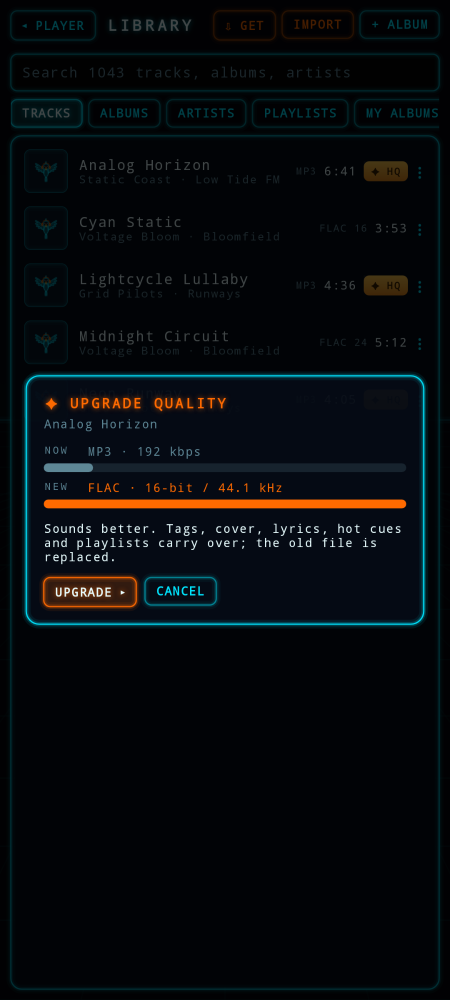 ◂ PLAYER LIBRARY ⇩ GET IMPORT + ALBUM
Search 1043 tracks, albums, artists
TRACKS ALBUMS ARTISTS PLAYLISTS MY ALBUMS
Analog Horizon MP3 6:41 ✦ HQ ⋮
Static Coast · Low Tide FM
Cyan Static FLAC 16 3:53 ⋮
Voltage Bloom · Bloomfield
Lightcycle Lullaby MP3 4:36 ✦ HQ ⋮
Grid Pilots · Runways
Midnight Circuit FLAC 24 5:12 ⋮
Voltage Bloom · Bloomfield
✦ UPGRADE QUALITY
Analog Horizon
NOW MP3 · 192 kbps
NEW FLAC · 16-bit / 44.1 kHz
Sounds better. Tags, cover, lyrics, hot cues
and playlists carry over; the old file is
replaced.
UPGRADE ▸ CANCEL